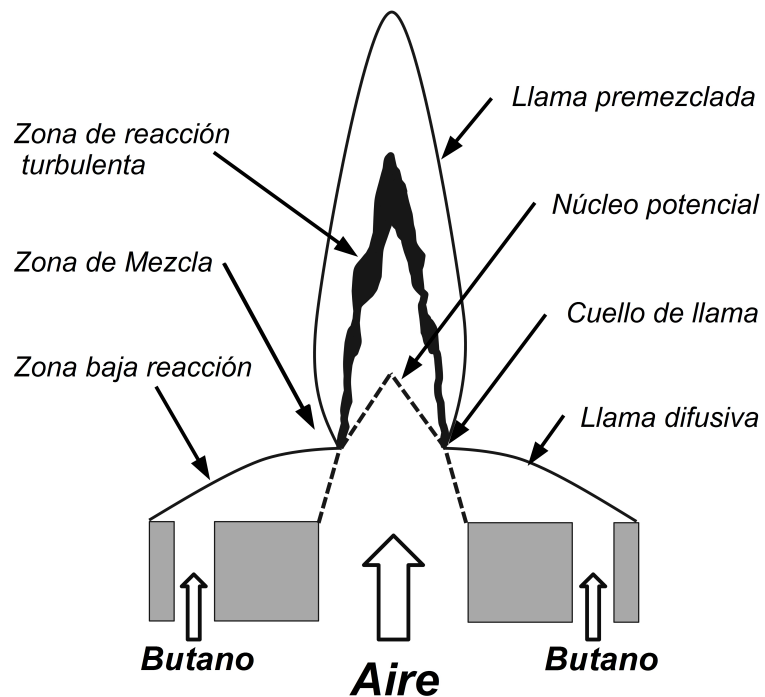 Llama premezclada
Zona de reacción
turbulenta
Núcleo potencial
Zona de Mezcla
Cuello de llama
Zona baja reacción
Llama difusiva
Butano
Aire
Butano